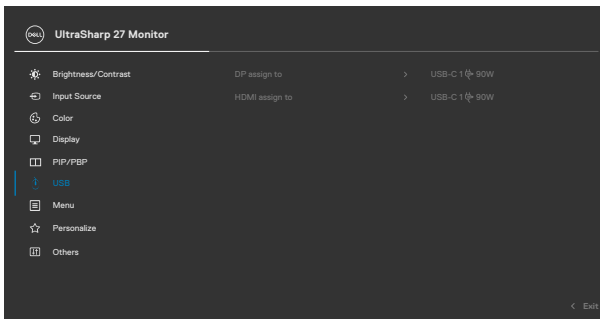 DELL UltraSharp 27 Monitor
Brightness/Contrast DP assign to > USB-C 1 90W
Input Source HDMI assign to > USB-C 1 90W
Color
Display
PIP/PBP
USB
Menu
Personalize
Others
< Exit